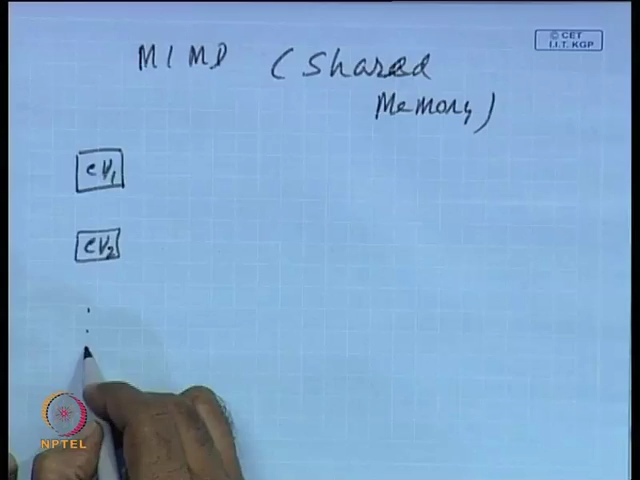 © CET
I.I.T. KGP
MIMD (Shared
Memory)
CU1
CU2
NPTEL